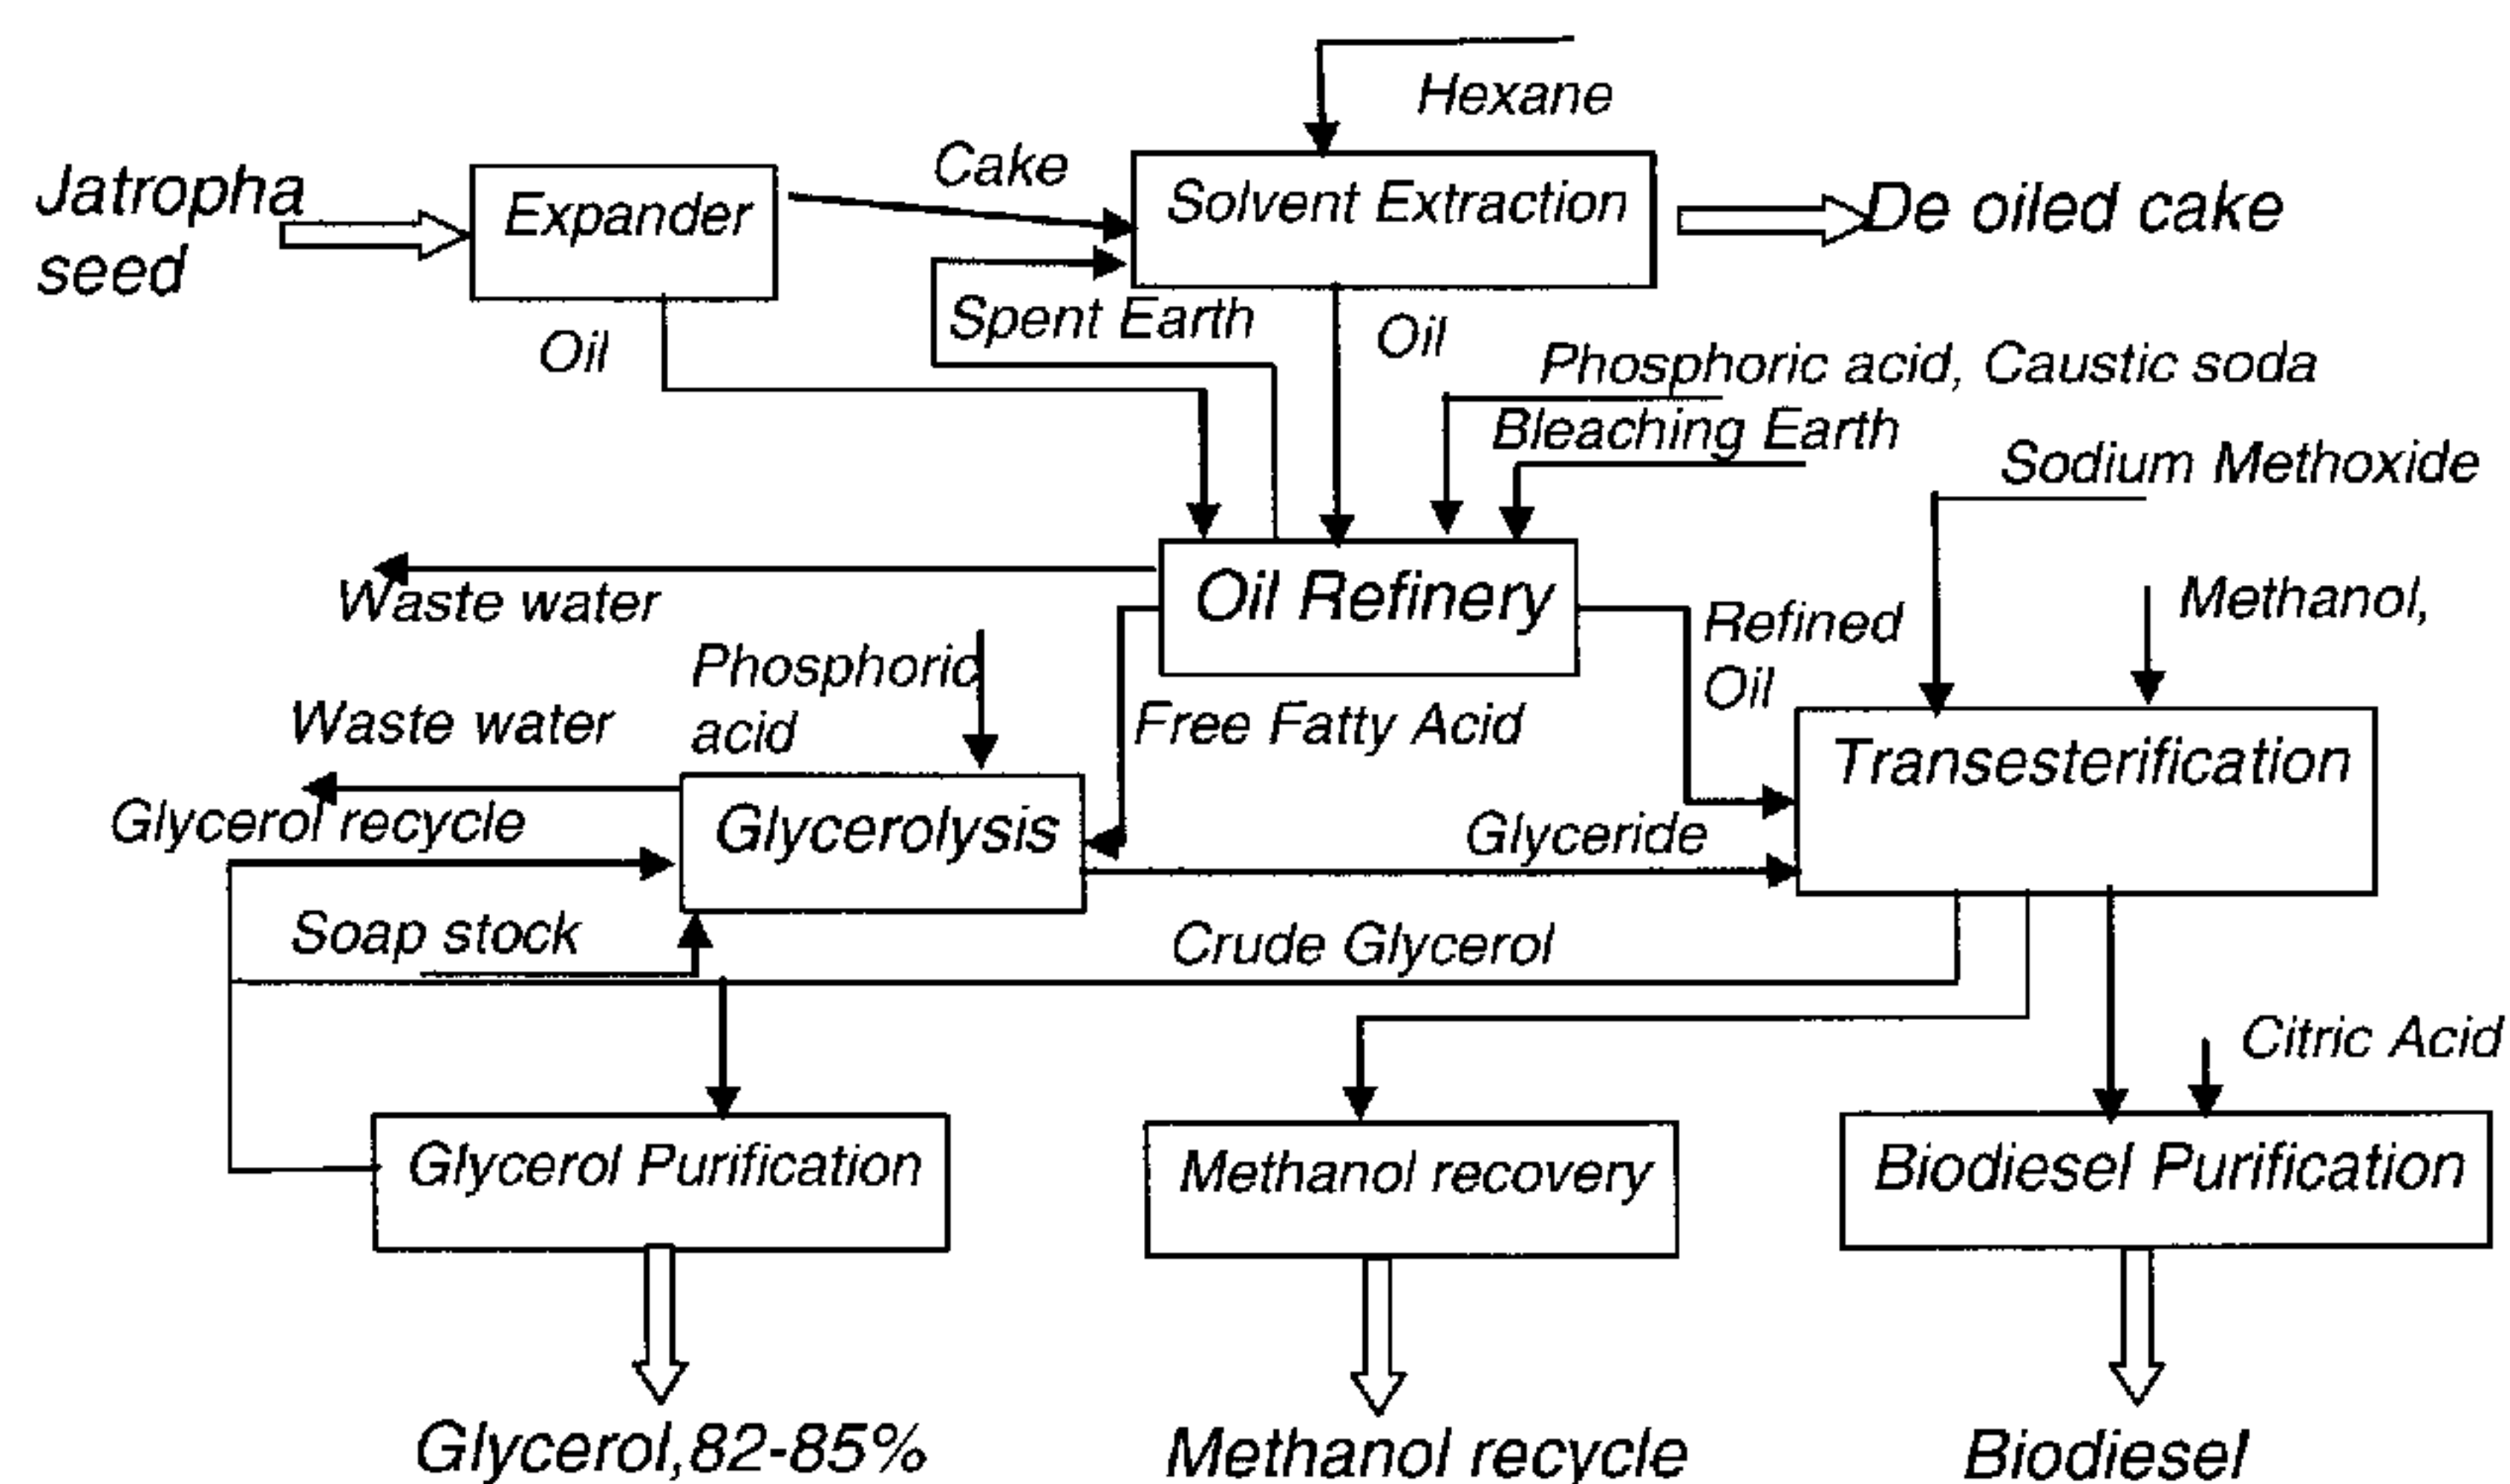 Hexane
Cake
Jatropha
seed
Expander
Solvent Extraction
De oiled cake
Spent Earth
Oil
Oil
Phosphoric acid, Caustic soda
Bleaching Earth
Sodium Methoxide
Waste water
Oil Refinery
Methanol,
Refined
Oil
Phosphoric
acid
Waste water
Free Fatty Acid
Transesterification
Glycerol recycle
Glycerolysis
Glyceride
Soap stock
Crude Glycerol
Citric Acid
Glycerol Purification
Methanol recovery
Biodiesel Purification
Glycerol,82-85%
Methanol recycle
Biodiesel